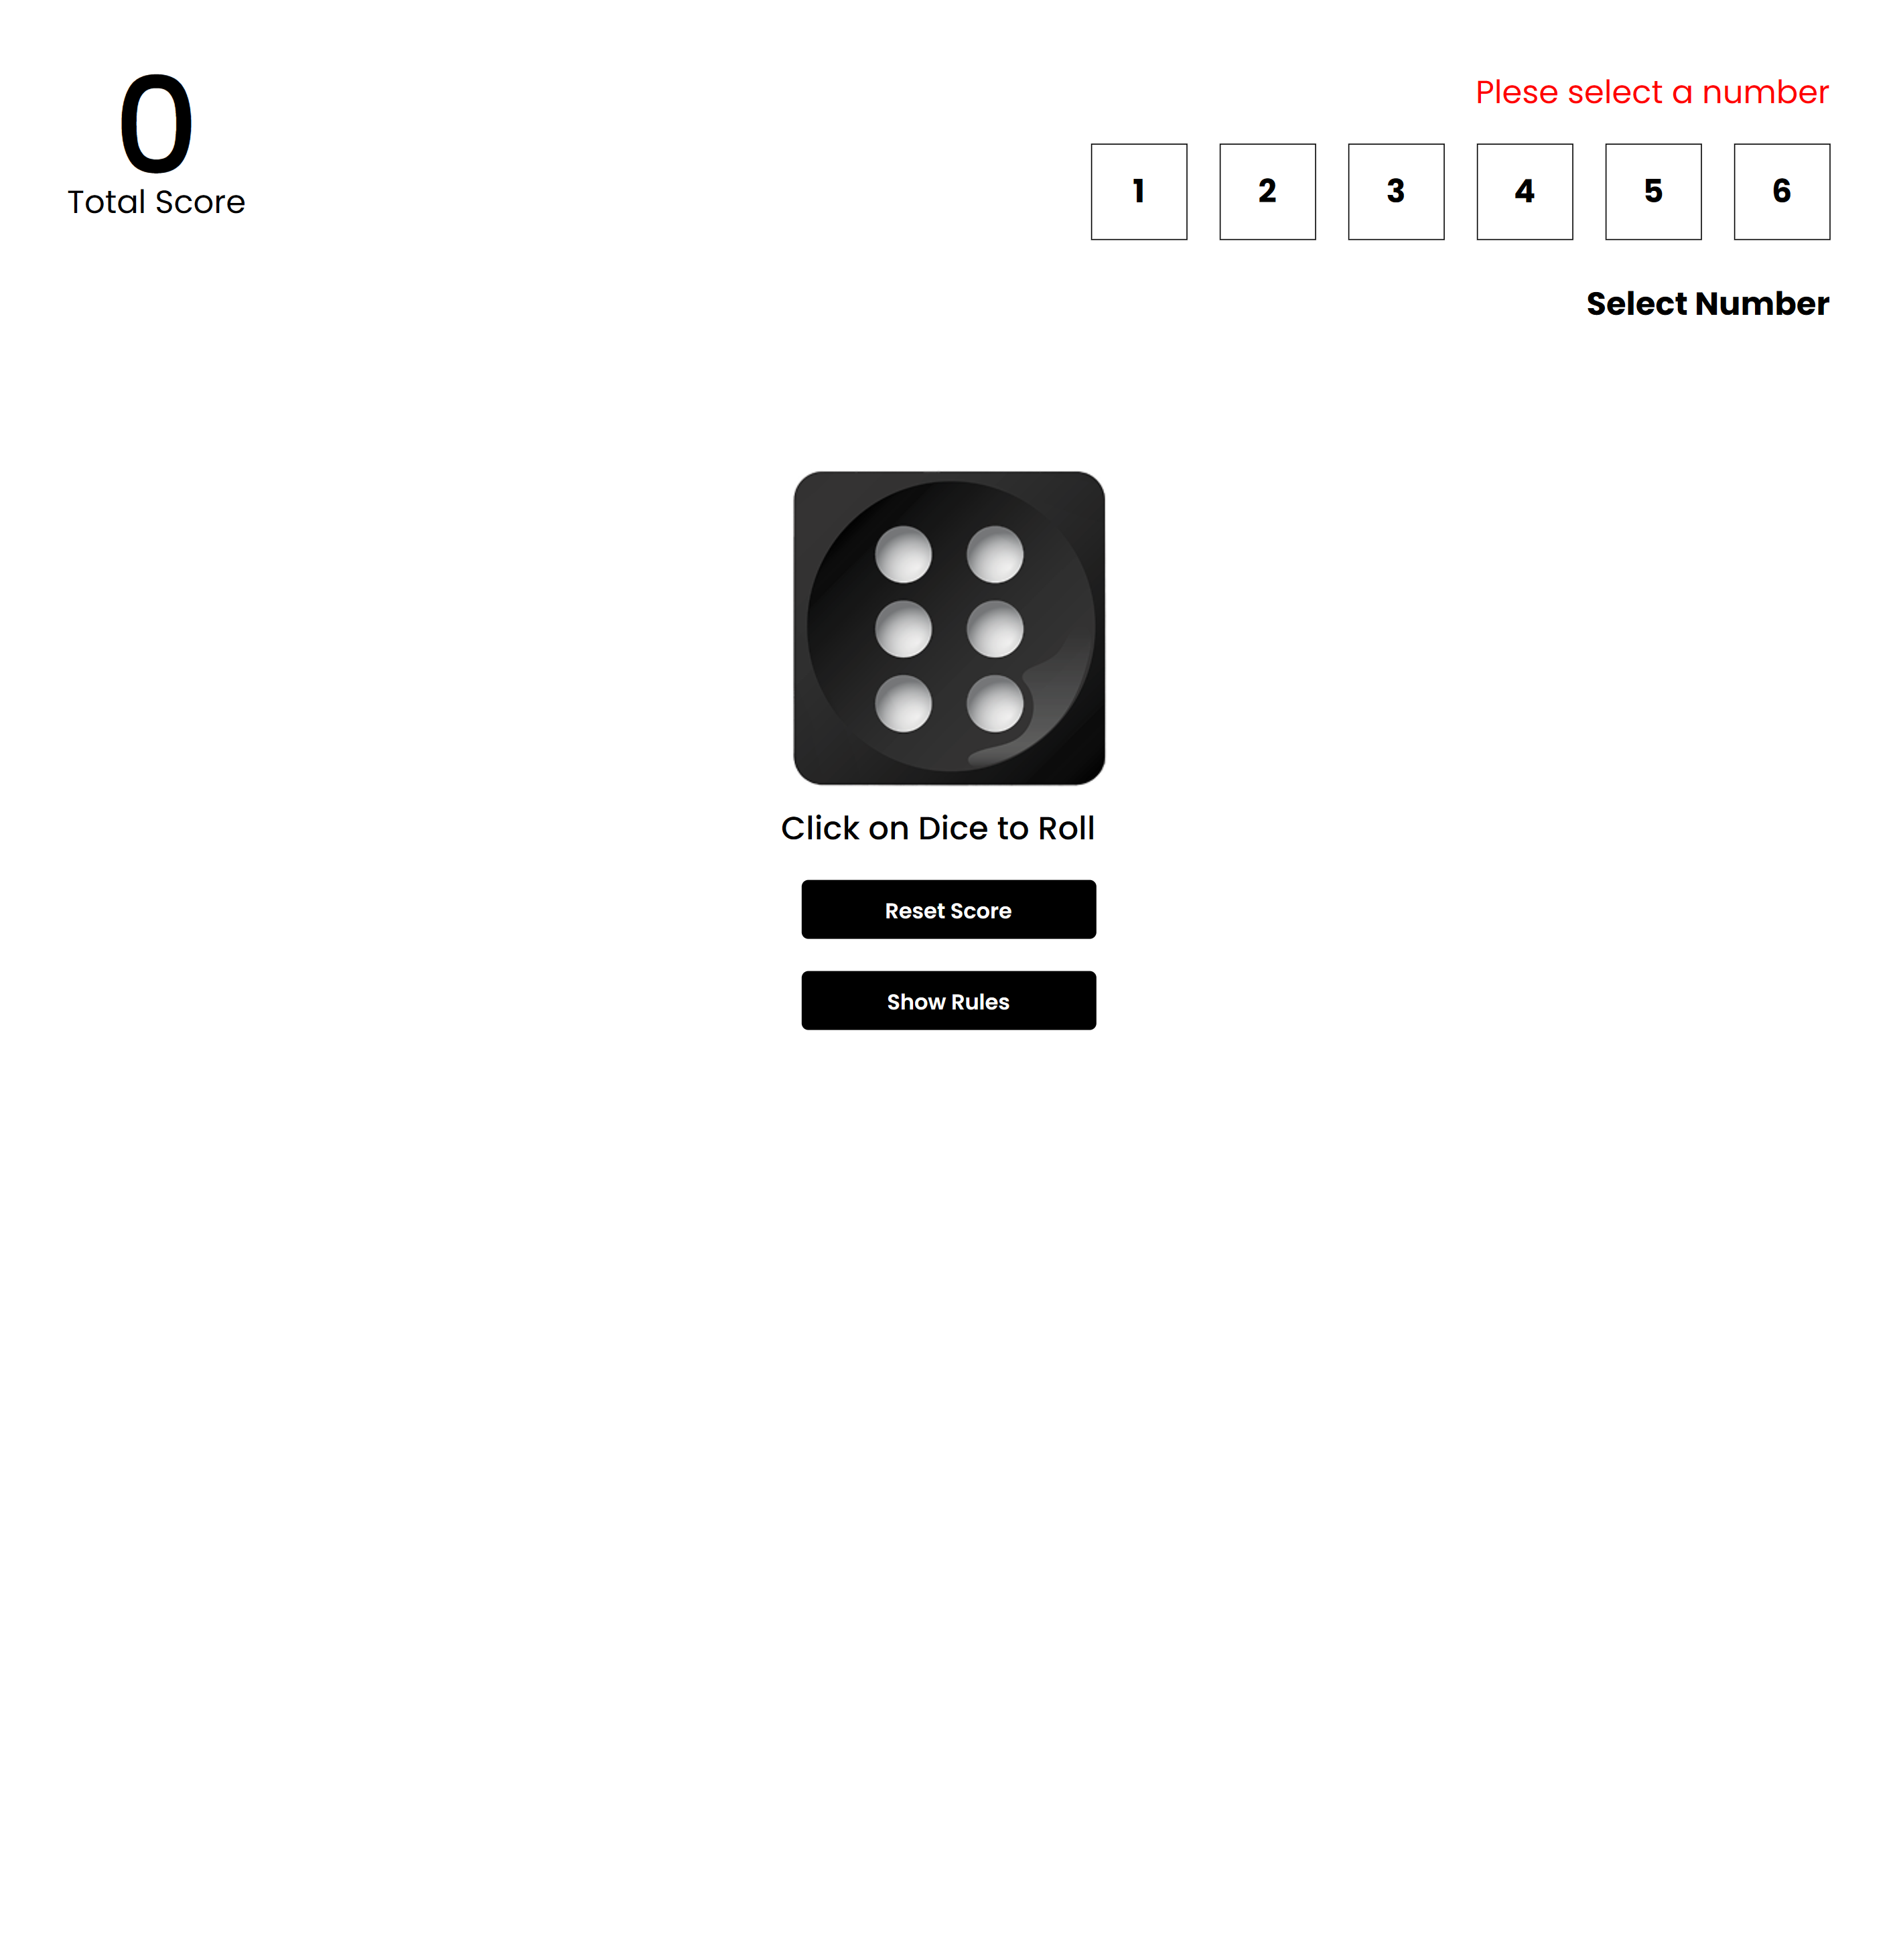 0
Total Score
Plese select a number
1 2 3 4 5 6
Select Number
Click on Dice to Roll
Reset Score
Show Rules